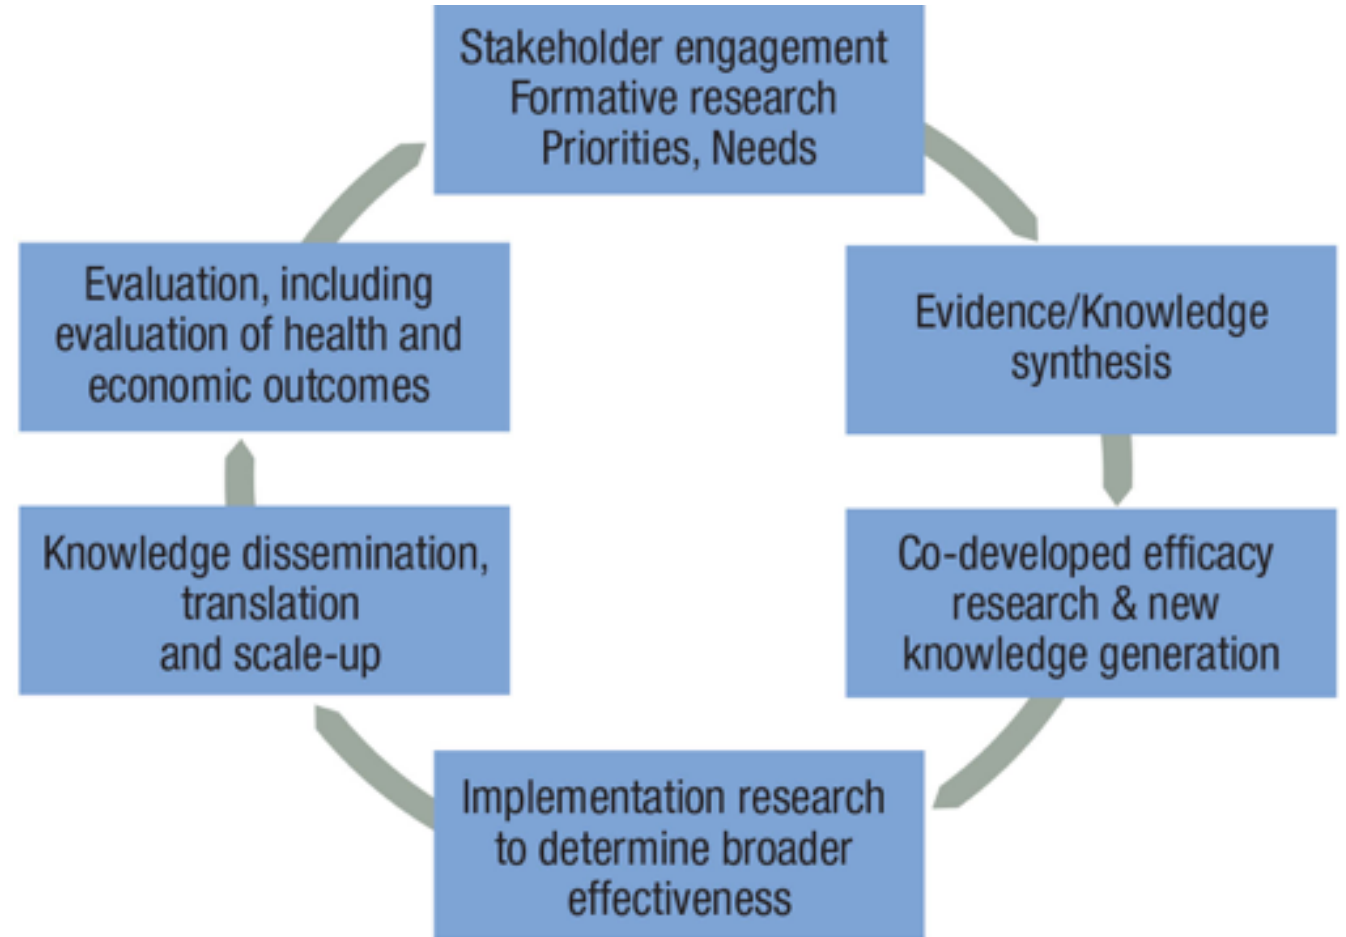 Stakeholder engagement
Formative research
Priorities, Needs
Evidence/Knowledge
synthesis
Co-developed efficacy
research & new
knowledge generation
Implementation research
to determine broader
effectiveness
Knowledge dissemination,
translation
and scale-up
Evaluation, including
evaluation of health and
economic outcomes